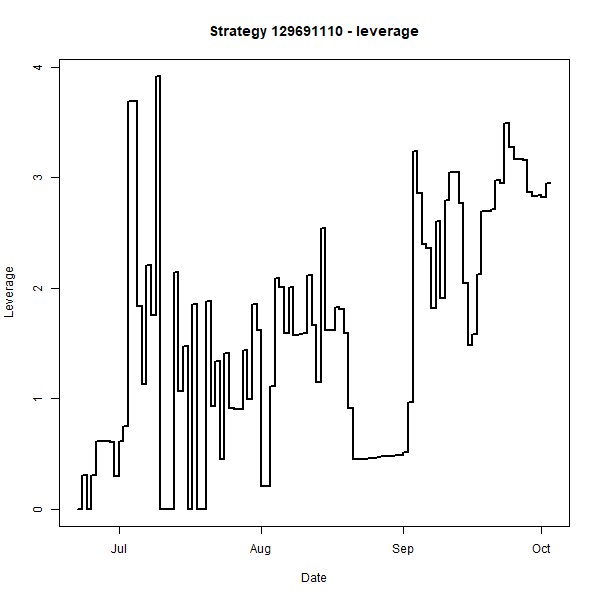 Strategy 129691110 - leverage
4
3
2
1
0
Leverage
Jul
Aug
Sep
Oct
Date